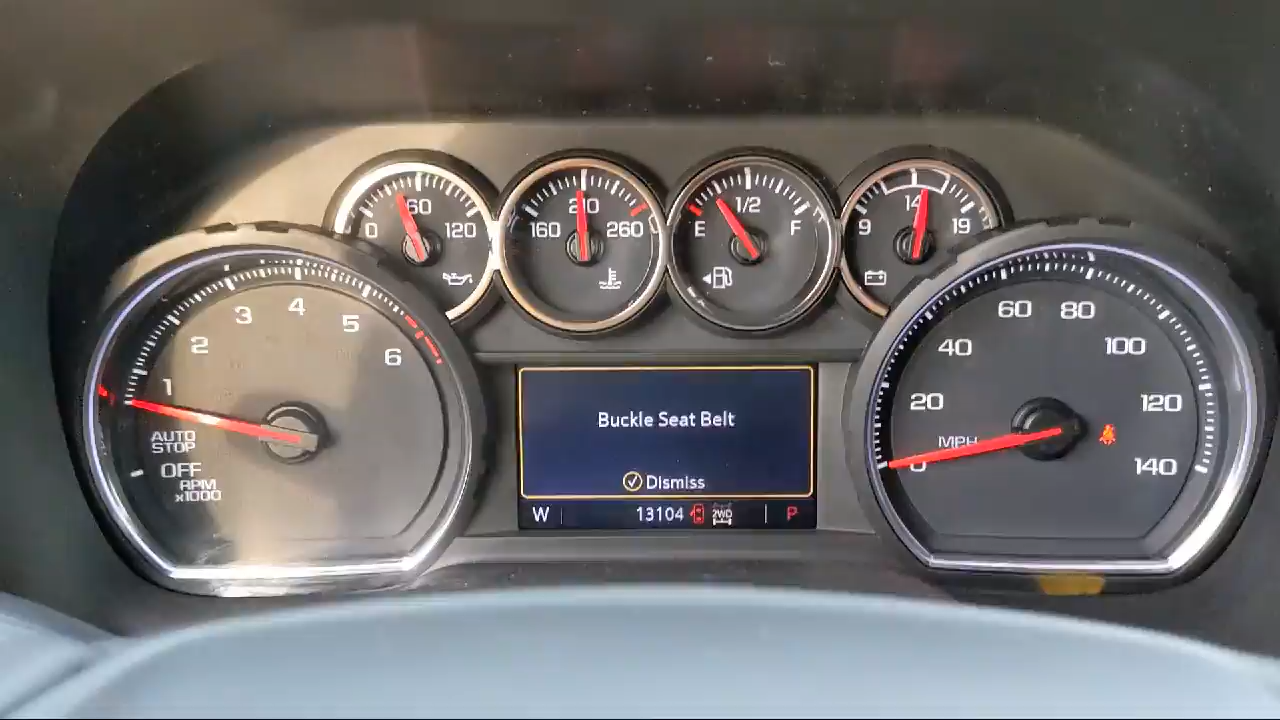 0 60 120
160 210 260
E 1/2 F
9 14 19
1 2 3 4 5 6
AUTO
STOP
OFF
RPM
x1000
Buckle Seat Belt
Dismiss
W 13104 2WD P
0 20 40 60 80 100 120 140
MPH